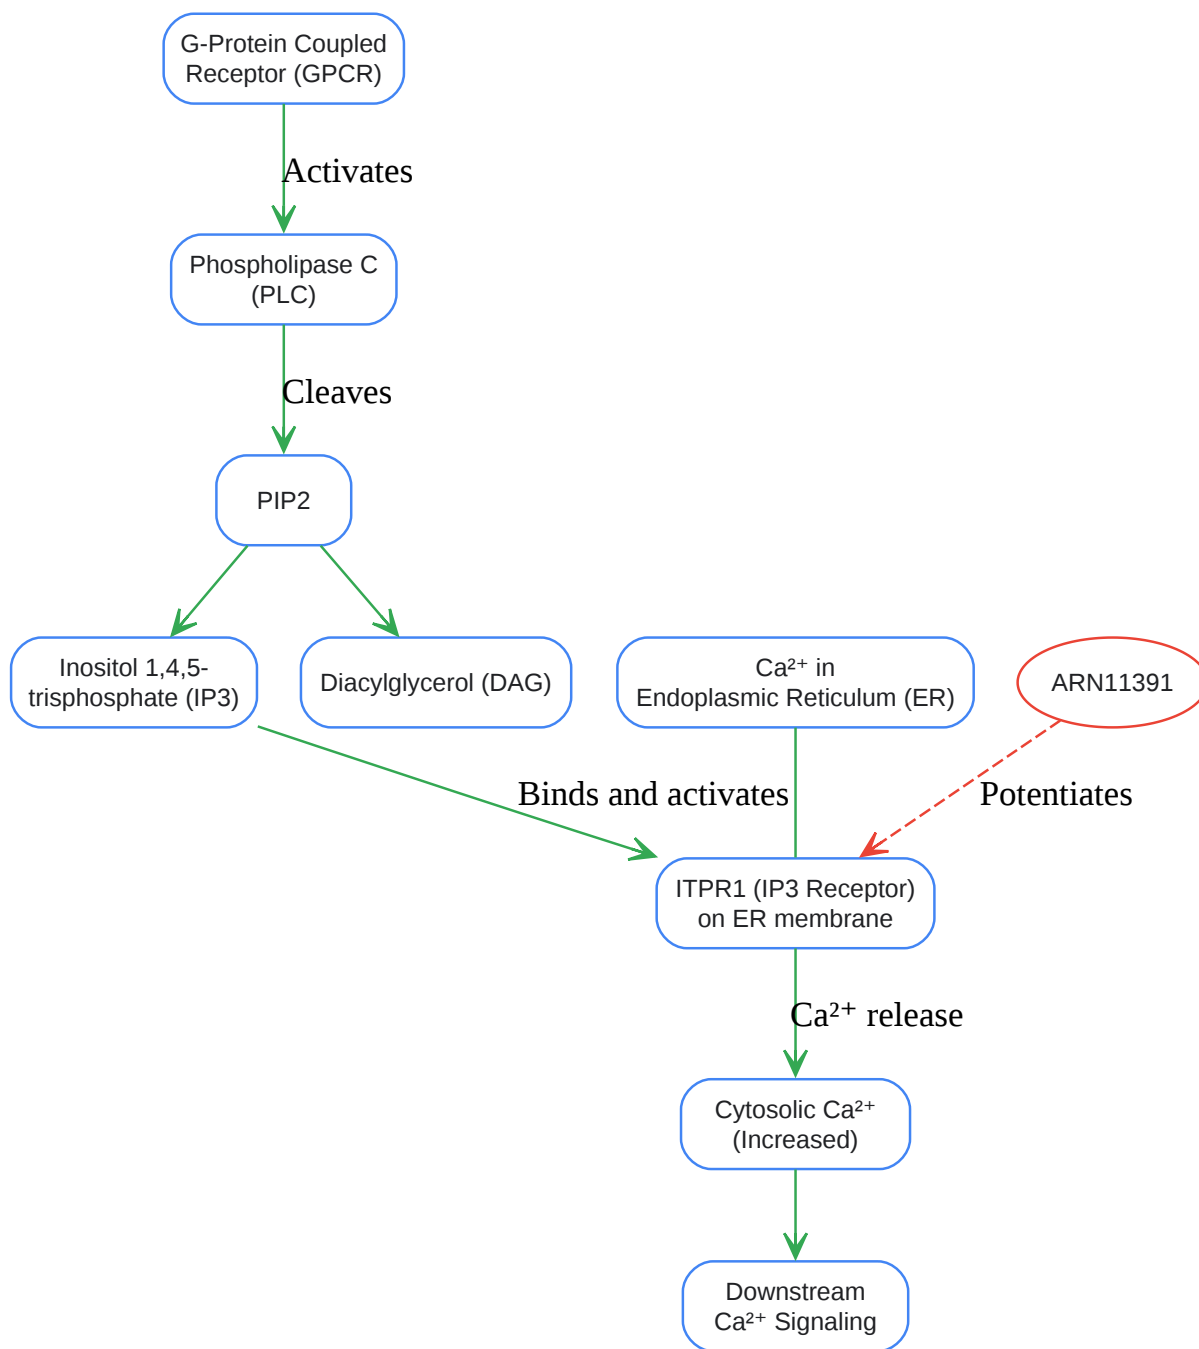 G-Protein Coupled
Receptor (GPCR)
Activates
Phospholipase C
(PLC)
Cleaves
PIP2
Inositol 1,4,5-
trisphosphate (IP3)
Diacylglycerol (DAG)
Ca²⁺ in
Endoplasmic Reticulum (ER)
ARN11391
Binds and activates
Potentiates
ITPR1 (IP3 Receptor)
on ER membrane
Ca²⁺ release
Cytosolic Ca²⁺
(Increased)
Downstream
Ca²⁺ Signaling